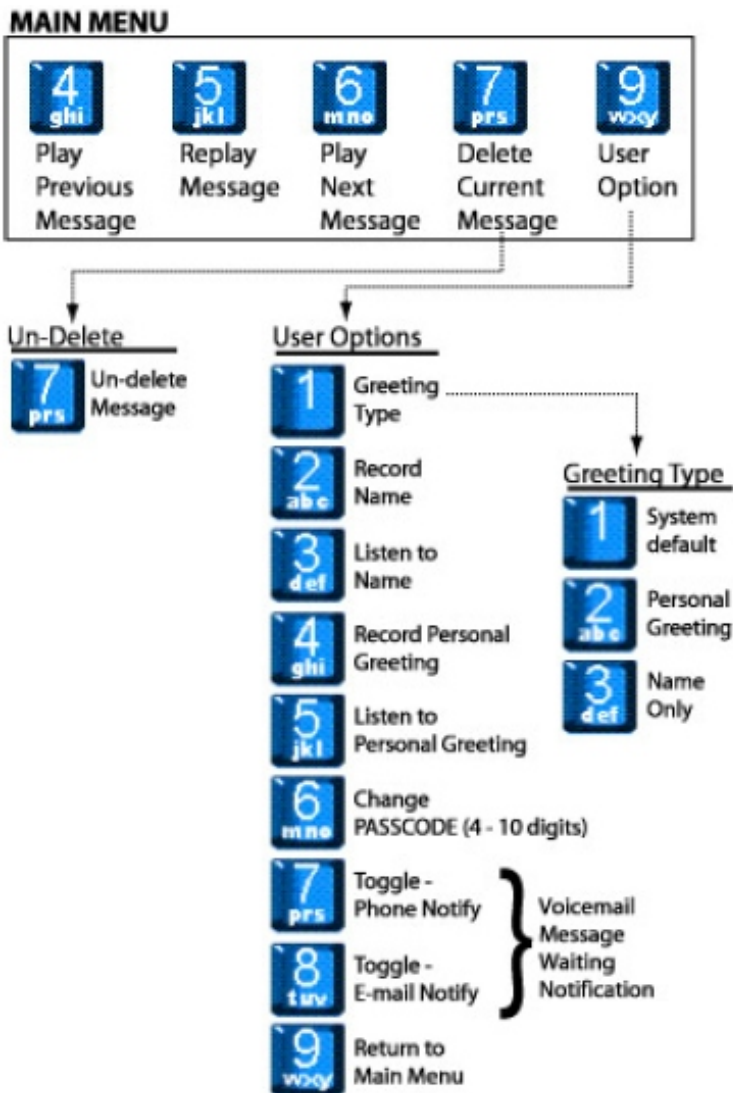 MAIN MENU
4 ghi
Play
Previous
Message
5 jkl
Replay
Message
6 mno
Play
Next
Message
7 prs
Delete
Current
Message
9 wxy
User
Option
Un-Delete
7 prs
Un-delete
Message
User Options
1
Greeting
Type
2 abc
Record
Name
3 def
Listen to
Name
4 ghi
Record Personal
Greeting
5 jkl
Listen to
Personal Greeting
6 mno
Change
PASSCODE (4 - 10 digits)
7 prs
Toggle -
Phone Notify
8 tuv
Toggle -
E-mail Notify
Voicemail
Message
Waiting
Notification
9 wxy
Return to
Main Menu
Greeting Type
1
System
default
2 abc
Personal
Greeting
3 def
Name
Only